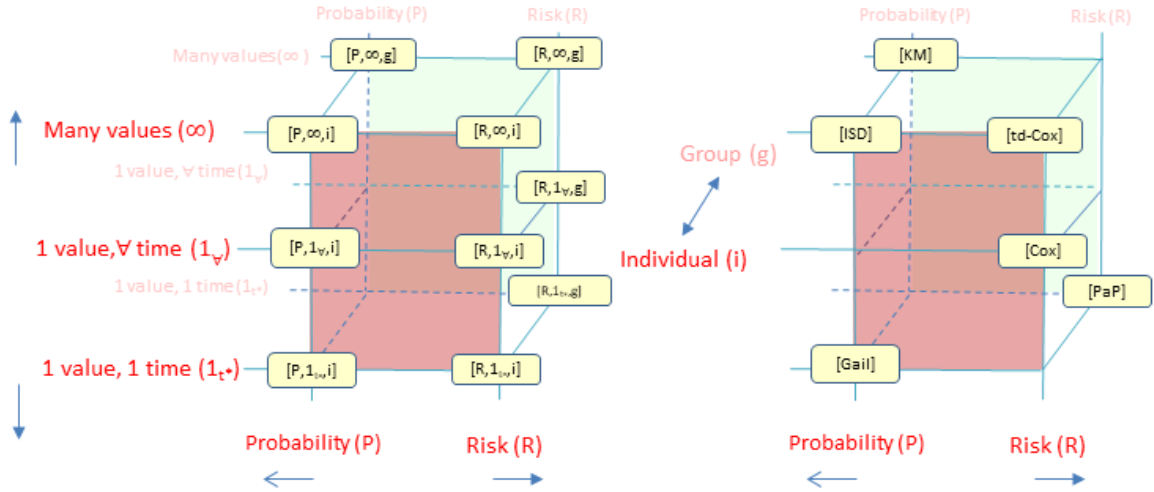 Probability (P)
Risk (R)
Many values (∞)
[P,∞,g]
[R,∞,g]
Many values (∞)
[P,∞,i]
[R,∞,i]
1 value, ∀ time (1∀)
[R,1∀,g]
1 value,∀ time (1∀)
[P,1∀,i]
[R,1∀,i]
1 value, 1 time (1t*)
[R,1t*,g]
1 value, 1 time (1t*)
[P,1t*,i]
[R,1t*,i]
Probability (P)
Risk (R)
Probability (P)
Risk (R)
[KM]
[ISD]
[td-Cox]
Group (g)
Individual (i)
[Cox]
[PaP]
[Gail]
Probability (P)
Risk (R)